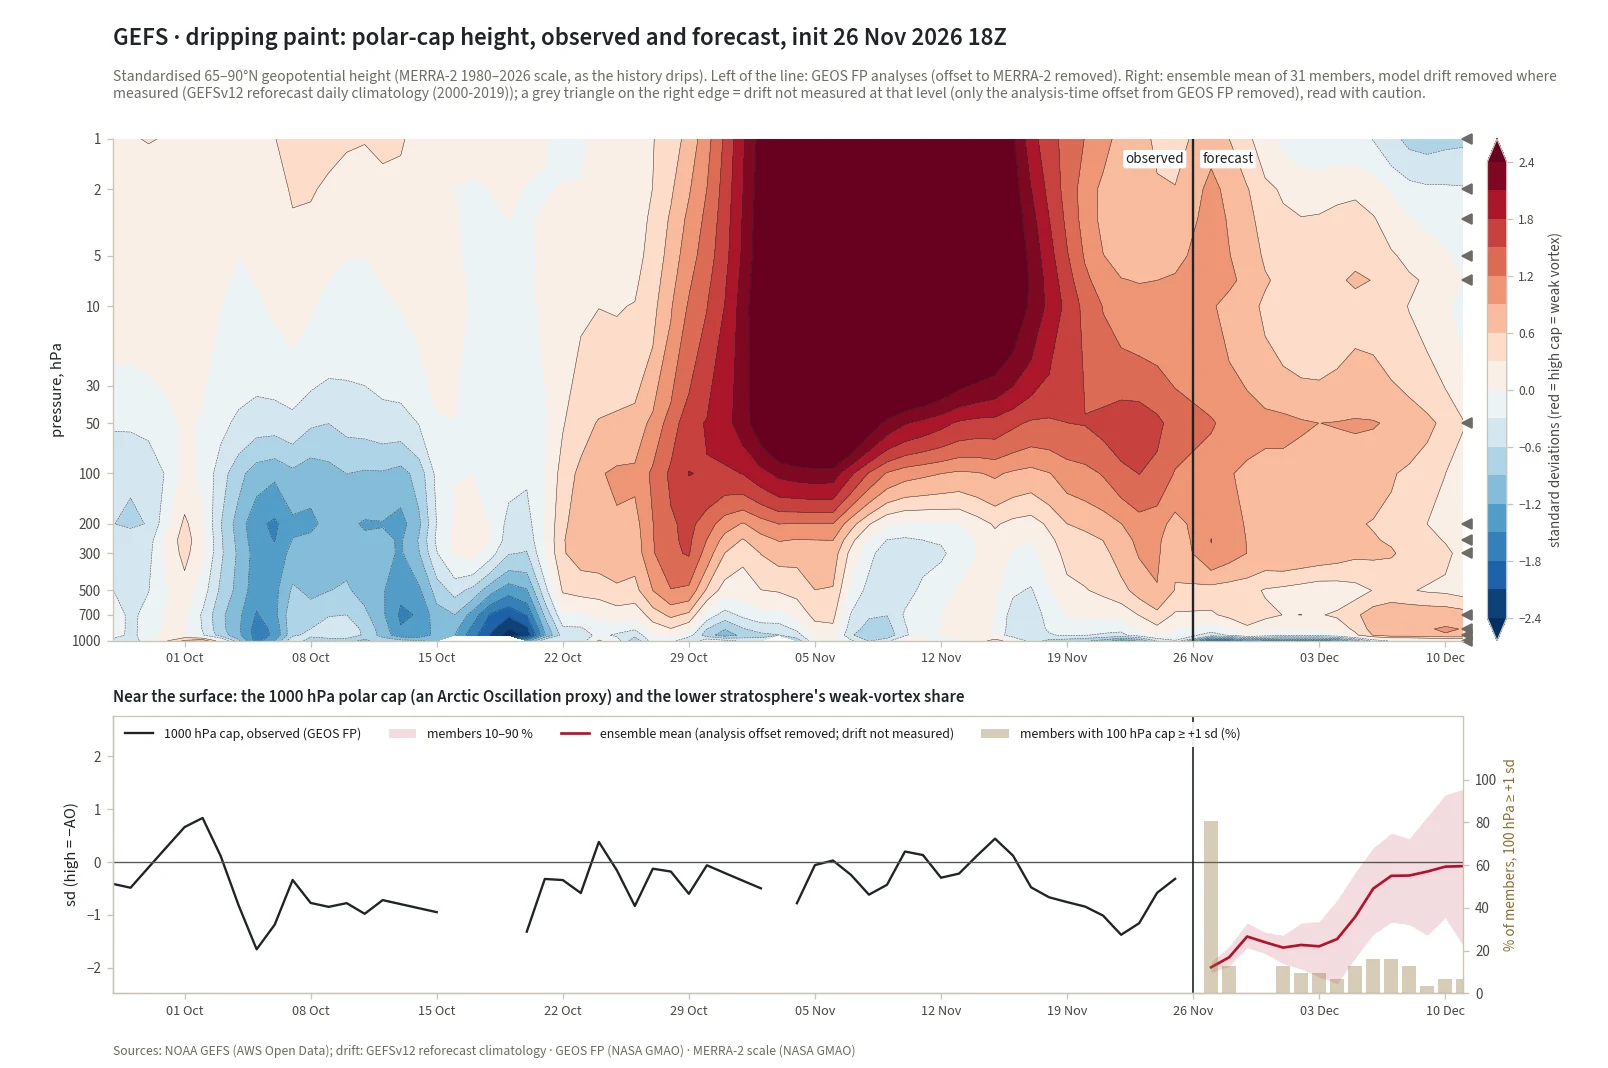 GEFS · dripping paint: polar-cap height, observed and forecast, init 26 Nov 2026 18Z
Standardised 65–90°N geopotential height (MERRA-2 1980–2026 scale, as the history drips). Left of the line: GEOS FP analyses (offset to MERRA-2 removed). Right: ensemble mean of 31 members, model drift removed where
measured (GEFSv12 reforecast daily climatology (2000-2019)); a grey triangle on the right edge = drift not measured at that level (only the analysis-time offset from GEOS FP removed), read with caution.
observed
forecast
pressure, hPa
1
2
5
10
30
50
100
200
300
500
700
1000
01 Oct
08 Oct
15 Oct
22 Oct
29 Oct
05 Nov
12 Nov
19 Nov
26 Nov
03 Dec
10 Dec
2.4
1.8
1.2
0.6
0.0
−0.6
−1.2
−1.8
−2.4
standard deviations (red = high cap = weak vortex)
Near the surface: the 1000 hPa polar cap (an Arctic Oscillation proxy) and the lower stratosphere's weak-vortex share
1000 hPa cap, observed (GEOS FP)
members 10–90 %
ensemble mean (analysis offset removed; drift not measured)
members with 100 hPa cap ≥ +1 sd (%)
sd (high = −AO)
2
1
0
−1
−2
100
80
60
40
20
0
% of members, 100 hPa ≥ +1 sd
01 Oct
08 Oct
15 Oct
22 Oct
29 Oct
05 Nov
12 Nov
19 Nov
26 Nov
03 Dec
10 Dec
Sources: NOAA GEFS (AWS Open Data); drift: GEFSv12 reforecast climatology · GEOS FP (NASA GMAO) · MERRA-2 scale (NASA GMAO)